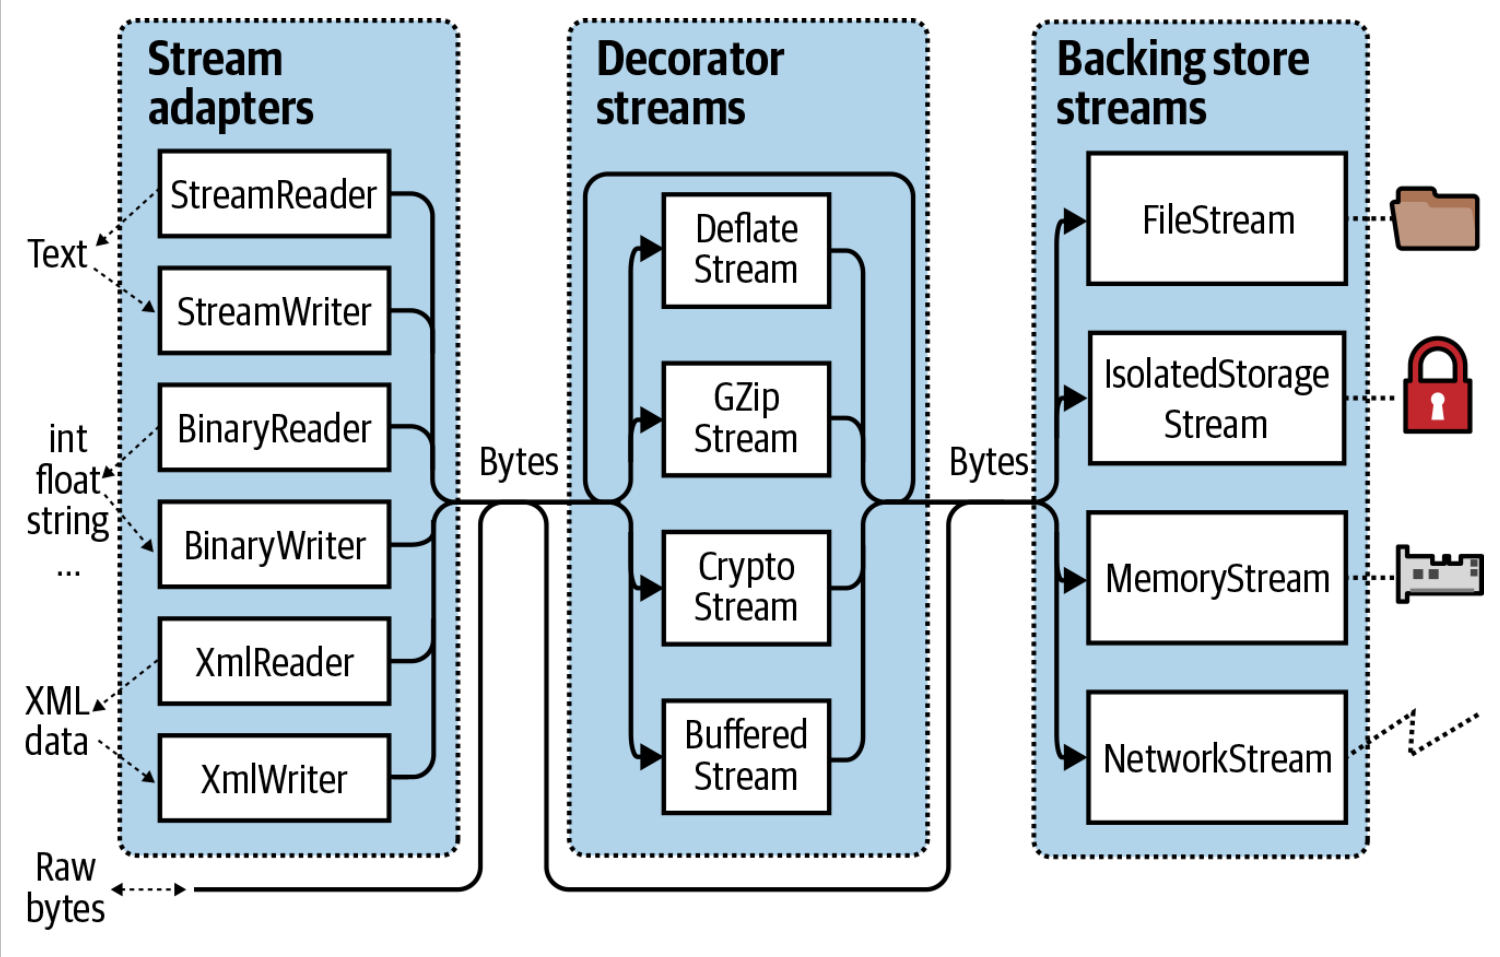 Stream
adapters
StreamReader
Text
StreamWriter
BinaryReader
int
float
string
...
BinaryWriter
XmlReader
XML
data
XmlWriter
Raw
bytes
Bytes
Decorator
streams
Deflate
Stream
GZip
Stream
Crypto
Stream
Buffered
Stream
Bytes
Backing store
streams
FileStream
IsolatedStorage
Stream
MemoryStream
NetworkStream